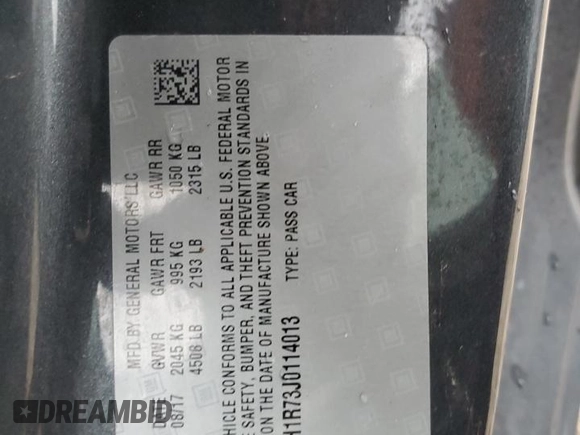 MFD BY GENERAL MOTORS LLC
GVWR GAWR FRT GAWR RR
08/17 2045 KG 995 KG 1050 KG
4508 LB 2193 LB 2315 LB
VEHICLE CONFORMS TO ALL APPLICABLE U.S. FEDERAL MOTOR
SAFETY, BUMPER, AND THEFT PREVENTION STANDARDS IN
ON THE DATE OF MANUFACTURE SHOWN ABOVE.
H1R73J0114013 TYPE: PASS CAR
DREAMBID